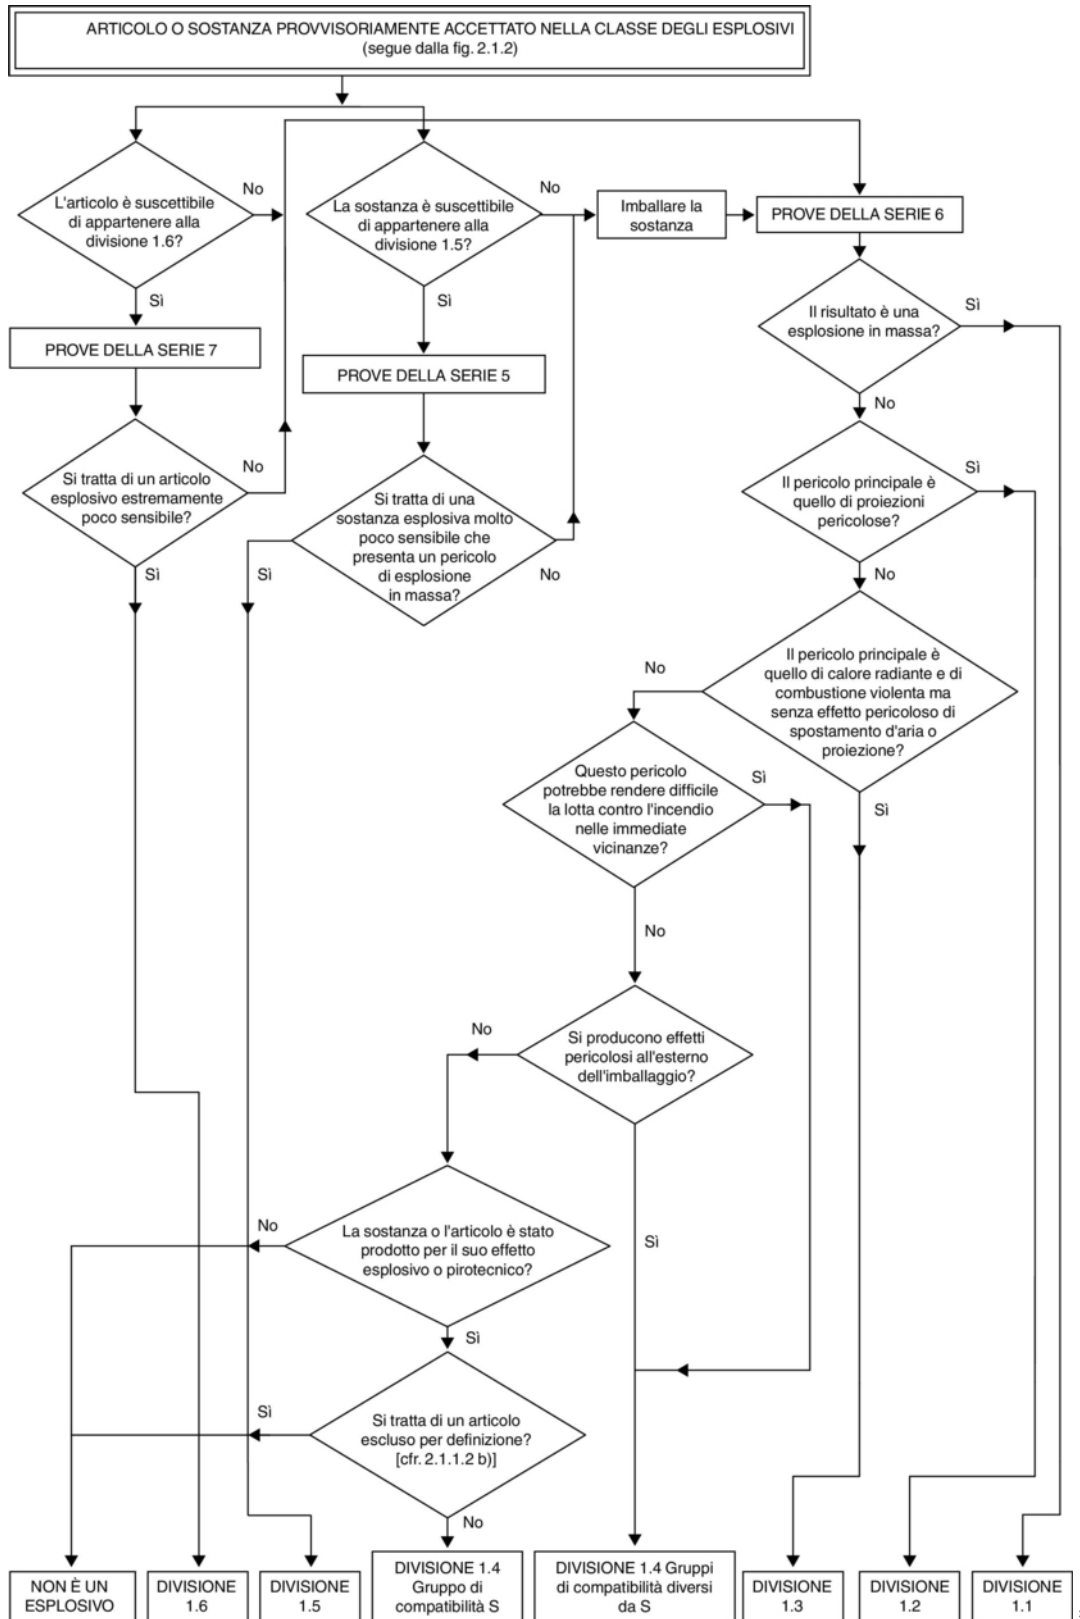 ARTICOLO O SOSTANZA PROVVISORIAMENTE ACCETTATO NELLA CLASSE DEGLI ESPLOSIVI
(segue dalla fig. 2.1.2)
L'articolo è suscettibile
di appartenere alla
divisione 1.6?
No
Sì
La sostanza è suscettibile
di appartenere alla
divisione 1.5?
No
Sì
Imballare la
sostanza
PROVE DELLA SERIE 6
Il risultato è una
esplosione in massa?
Sì
No
PROVE DELLA SERIE 7
PROVE DELLA SERIE 5
Si tratta di un articolo
esplosivo estremamente
poco sensibile?
No
Sì
Si tratta di una
sostanza esplosiva molto
poco sensibile che
presenta un pericolo
di esplosione
in massa?
Sì
No
Il pericolo principale è
quello di proiezioni
pericolose?
Sì
No
Il pericolo principale è
quello di calore radiante e di
combustione violenta ma
senza effetto pericoloso di
spostamento d'aria o
proiezione?
No
Sì
Questo pericolo
potrebbe rendere difficile
la lotta contro l'incendio
nelle immediate
vicinanze?
Sì
No
Si producono effetti
pericolosi all'esterno
dell'imballaggio?
No
Sì
La sostanza o l'articolo è stato
prodotto per il suo effetto
esplosivo o pirotecnico?
No
Sì
Si tratta di un articolo
escluso per definizione?
[cfr. 2.1.1.2 b)]
Sì
No
NON È UN
ESPLOSIVO
DIVISIONE
1.6
DIVISIONE
1.5
DIVISIONE 1.4
Gruppo di
compatibilità S
DIVISIONE 1.4 Gruppi
di compatibilità diversi
da S
DIVISIONE
1.3
DIVISIONE
1.2
DIVISIONE
1.1